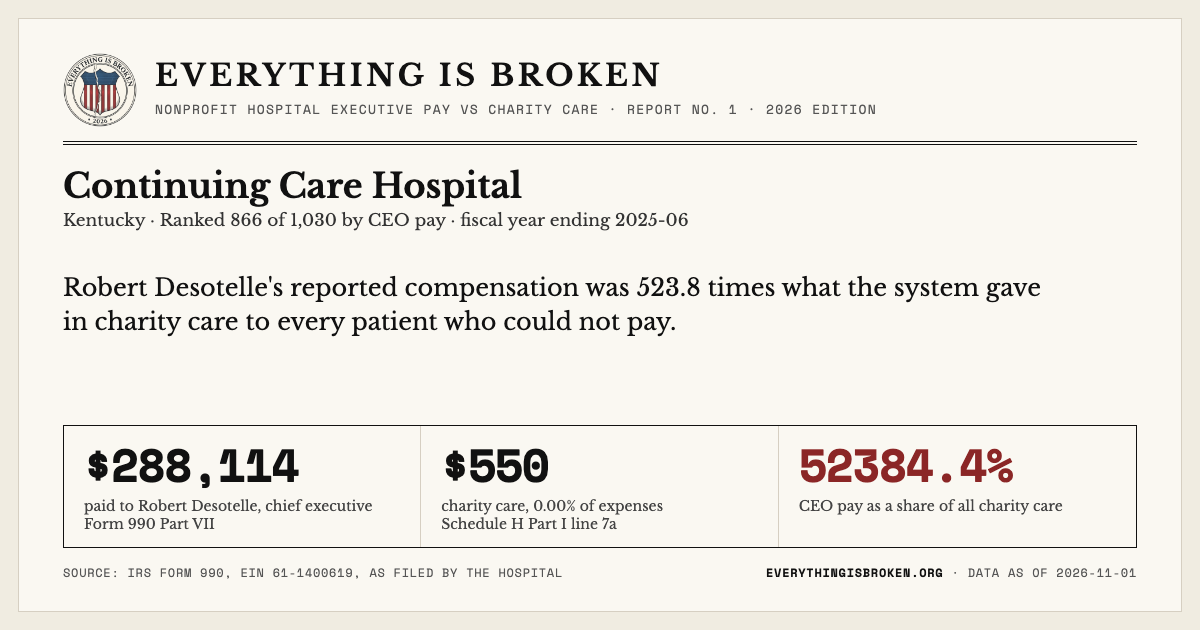 EVERYTHING IS BROKEN
2026
EVERYTHING IS BROKEN
NONPROFIT HOSPITAL EXECUTIVE PAY VS CHARITY CARE · REPORT NO. 1 · 2026 EDITION
Continuing Care Hospital
Kentucky · Ranked 866 of 1,030 by CEO pay · fiscal year ending 2025-06
Robert Desotelle's reported compensation was 523.8 times what the system gave
in charity care to every patient who could not pay.
$288,114
paid to Robert Desotelle, chief executive
Form 990 Part VII
$550
charity care, 0.00% of expenses
Schedule H Part I line 7a
52384.4%
CEO pay as a share of all charity care
SOURCE: IRS FORM 990, EIN 61-1400619, AS FILED BY THE HOSPITAL
EVERYTHINGISBROKEN.ORG · DATA AS OF 2026-11-01